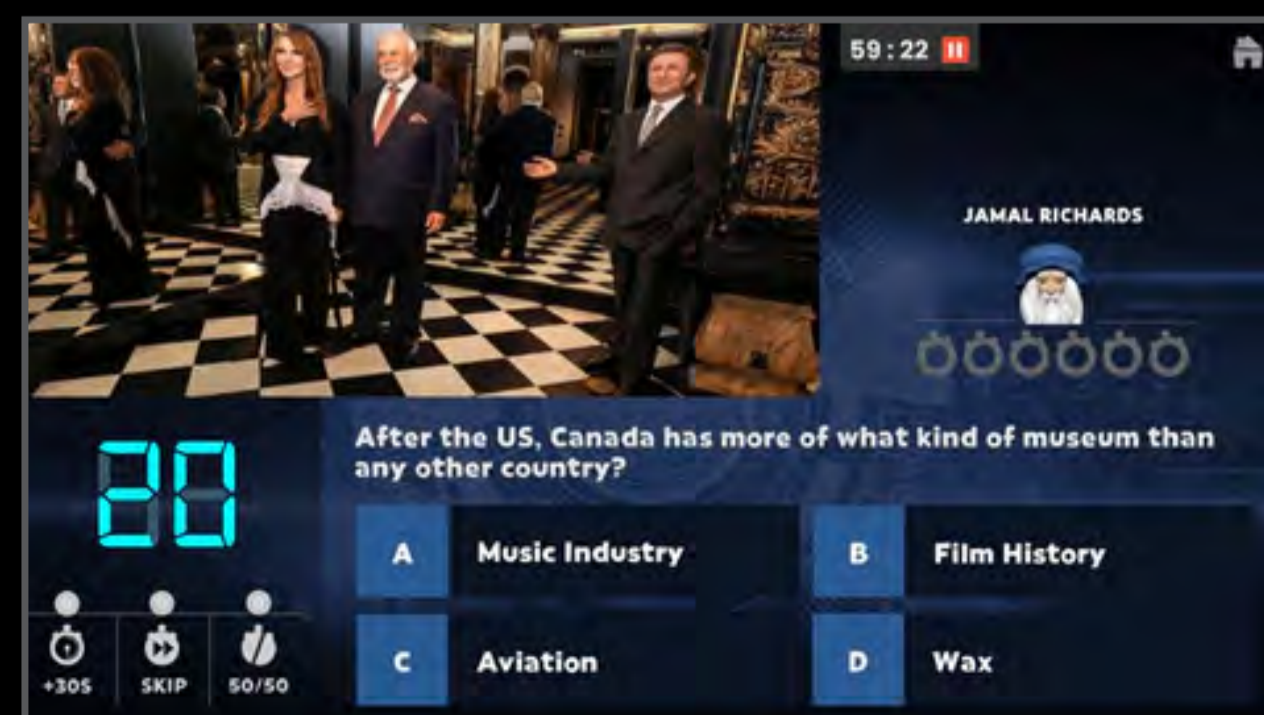 59:22
JAMAL RICHARDS
20
After the US, Canada has more of what kind of museum than
any other country?
A Music Industry
B Film History
C Aviation
D Wax
+30S SKIP 50/50